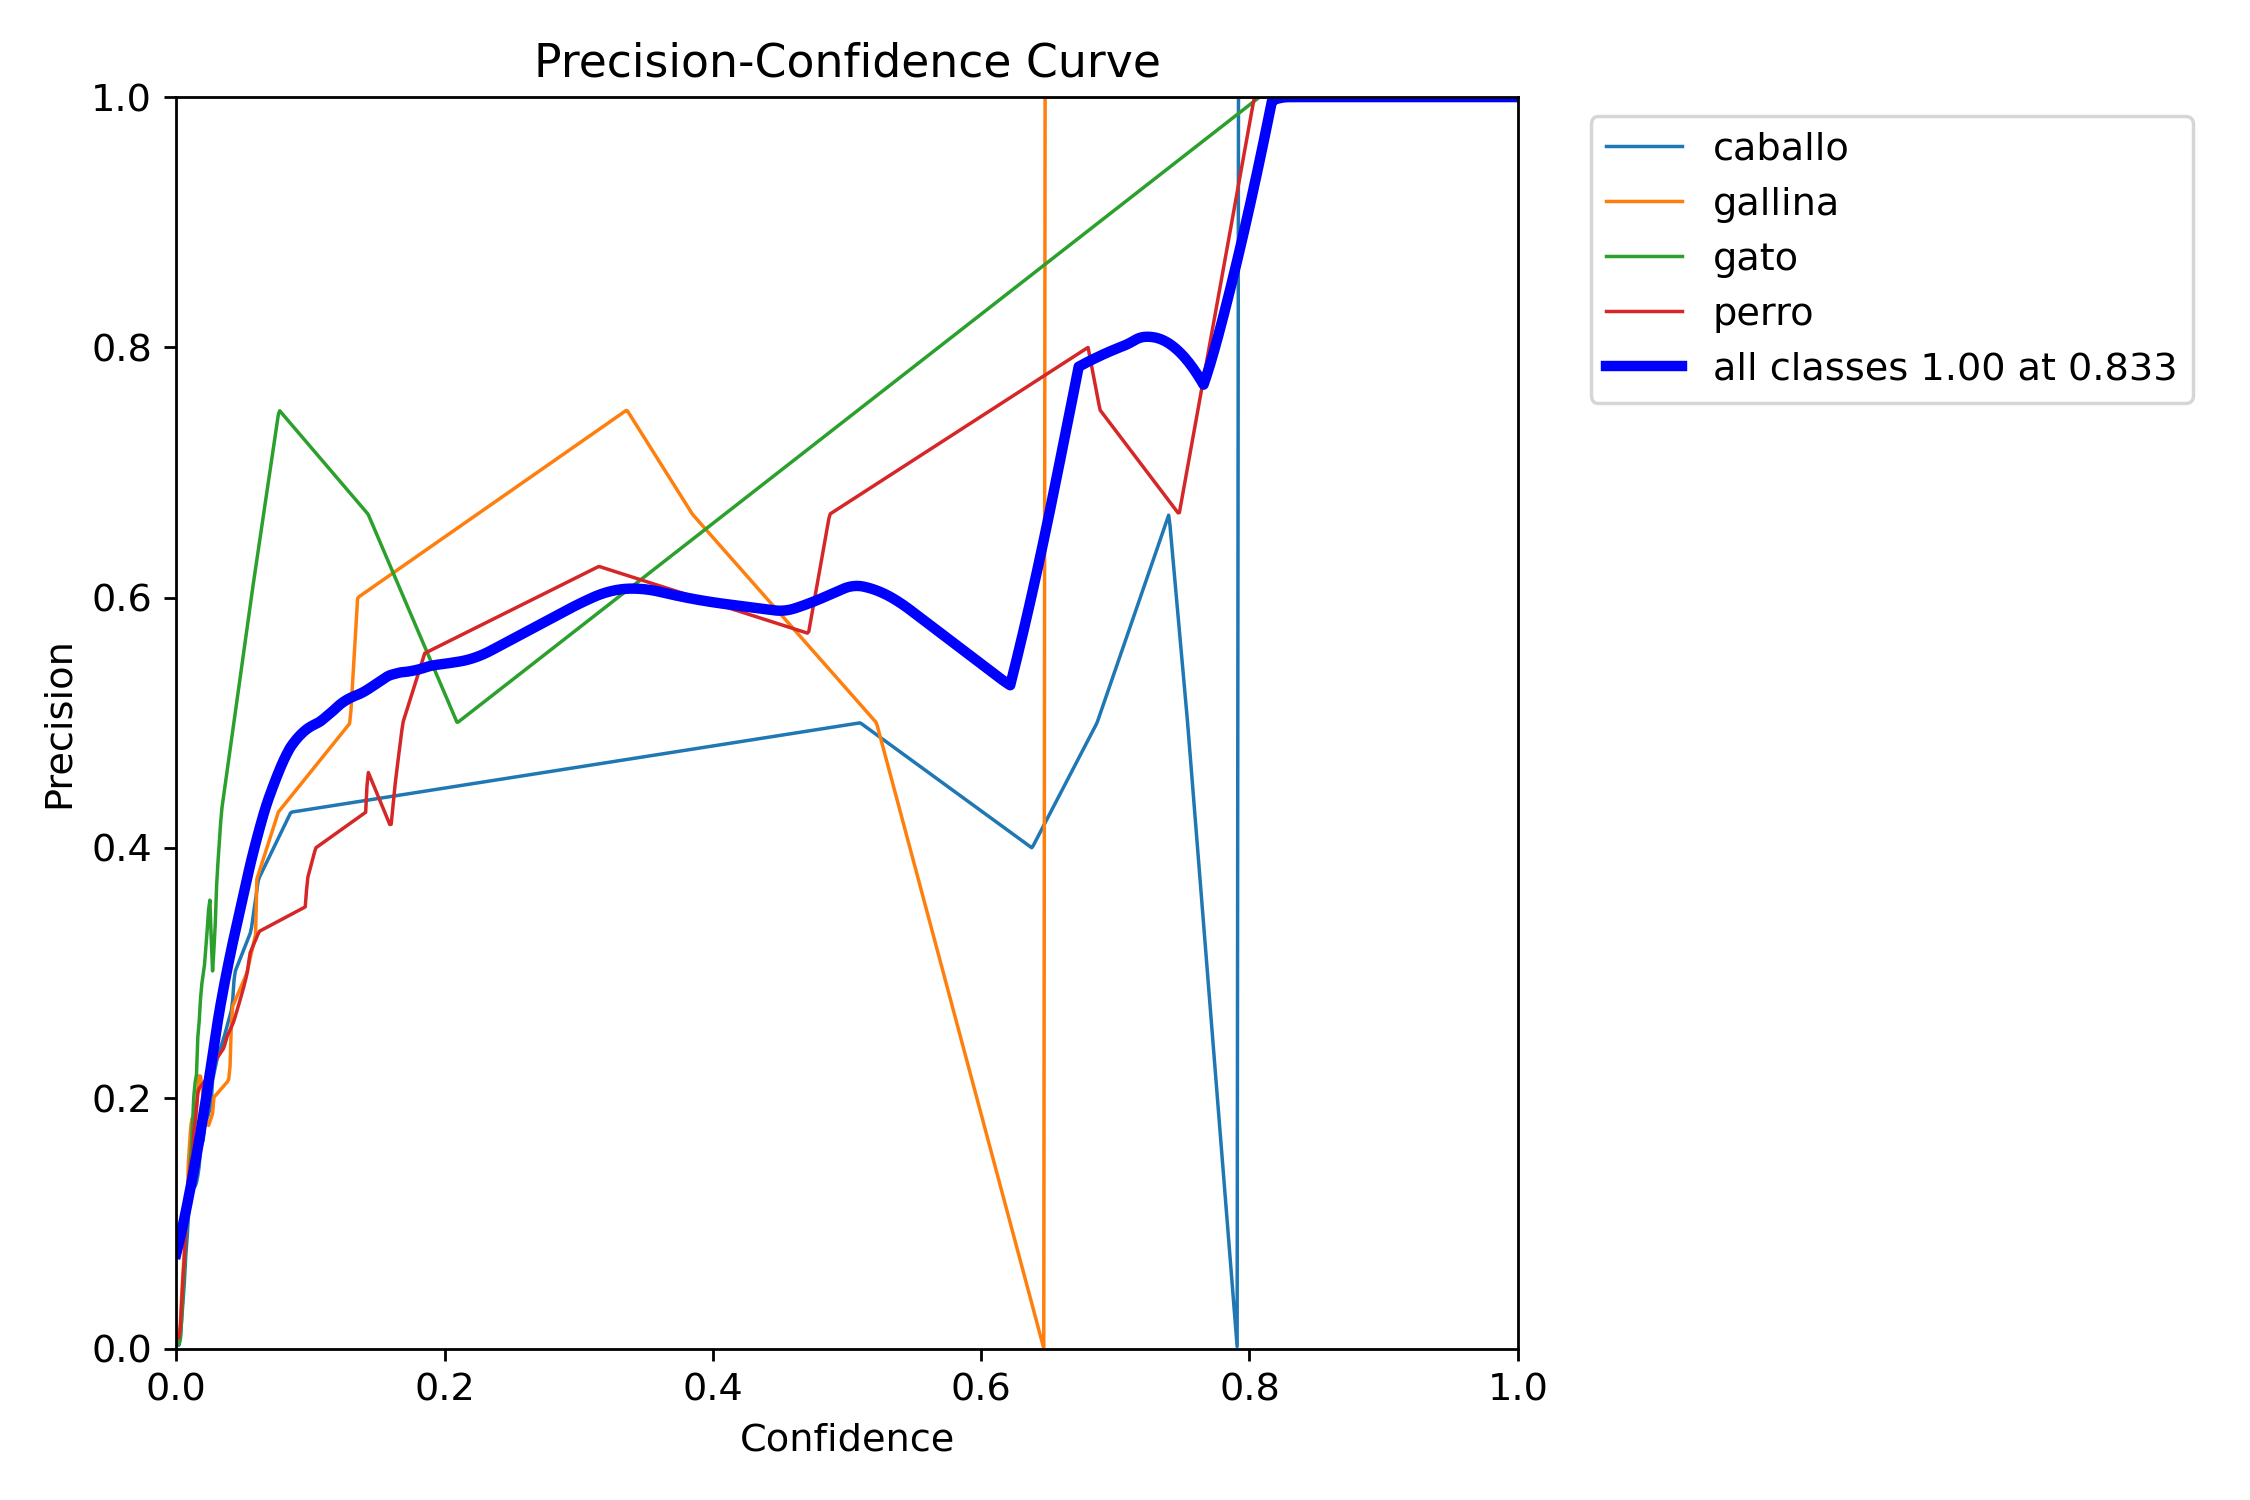 Precision-Confidence Curve
1.0
0.8
0.6
0.4
0.2
0.0
Precision
0.0 0.2 0.4 0.6 0.8 1.0
Confidence
caballo
gallina
gato
perro
all classes 1.00 at 0.833